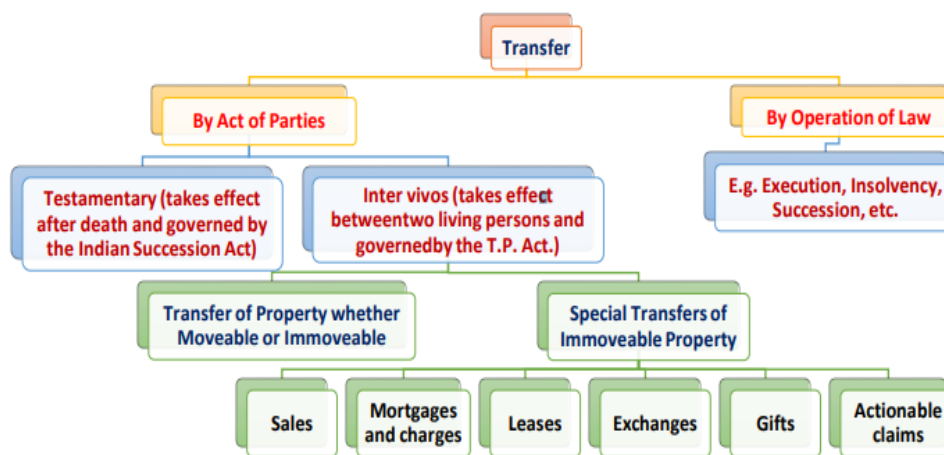 Transfer
By Act of Parties
By Operation of Law
Testamentary (takes effect
after death and governed by
the Indian Succession Act)
Inter vivos (takes effect
betweentwo living persons and
governedby the T.P. Act.)
E.g. Execution, Insolvency,
Succession, etc.
Transfer of Property whether
Moveable or Immoveable
Special Transfers of
Immoveable Property
Sales
Mortgages
and charges
Leases
Exchanges
Gifts
Actionable
claims